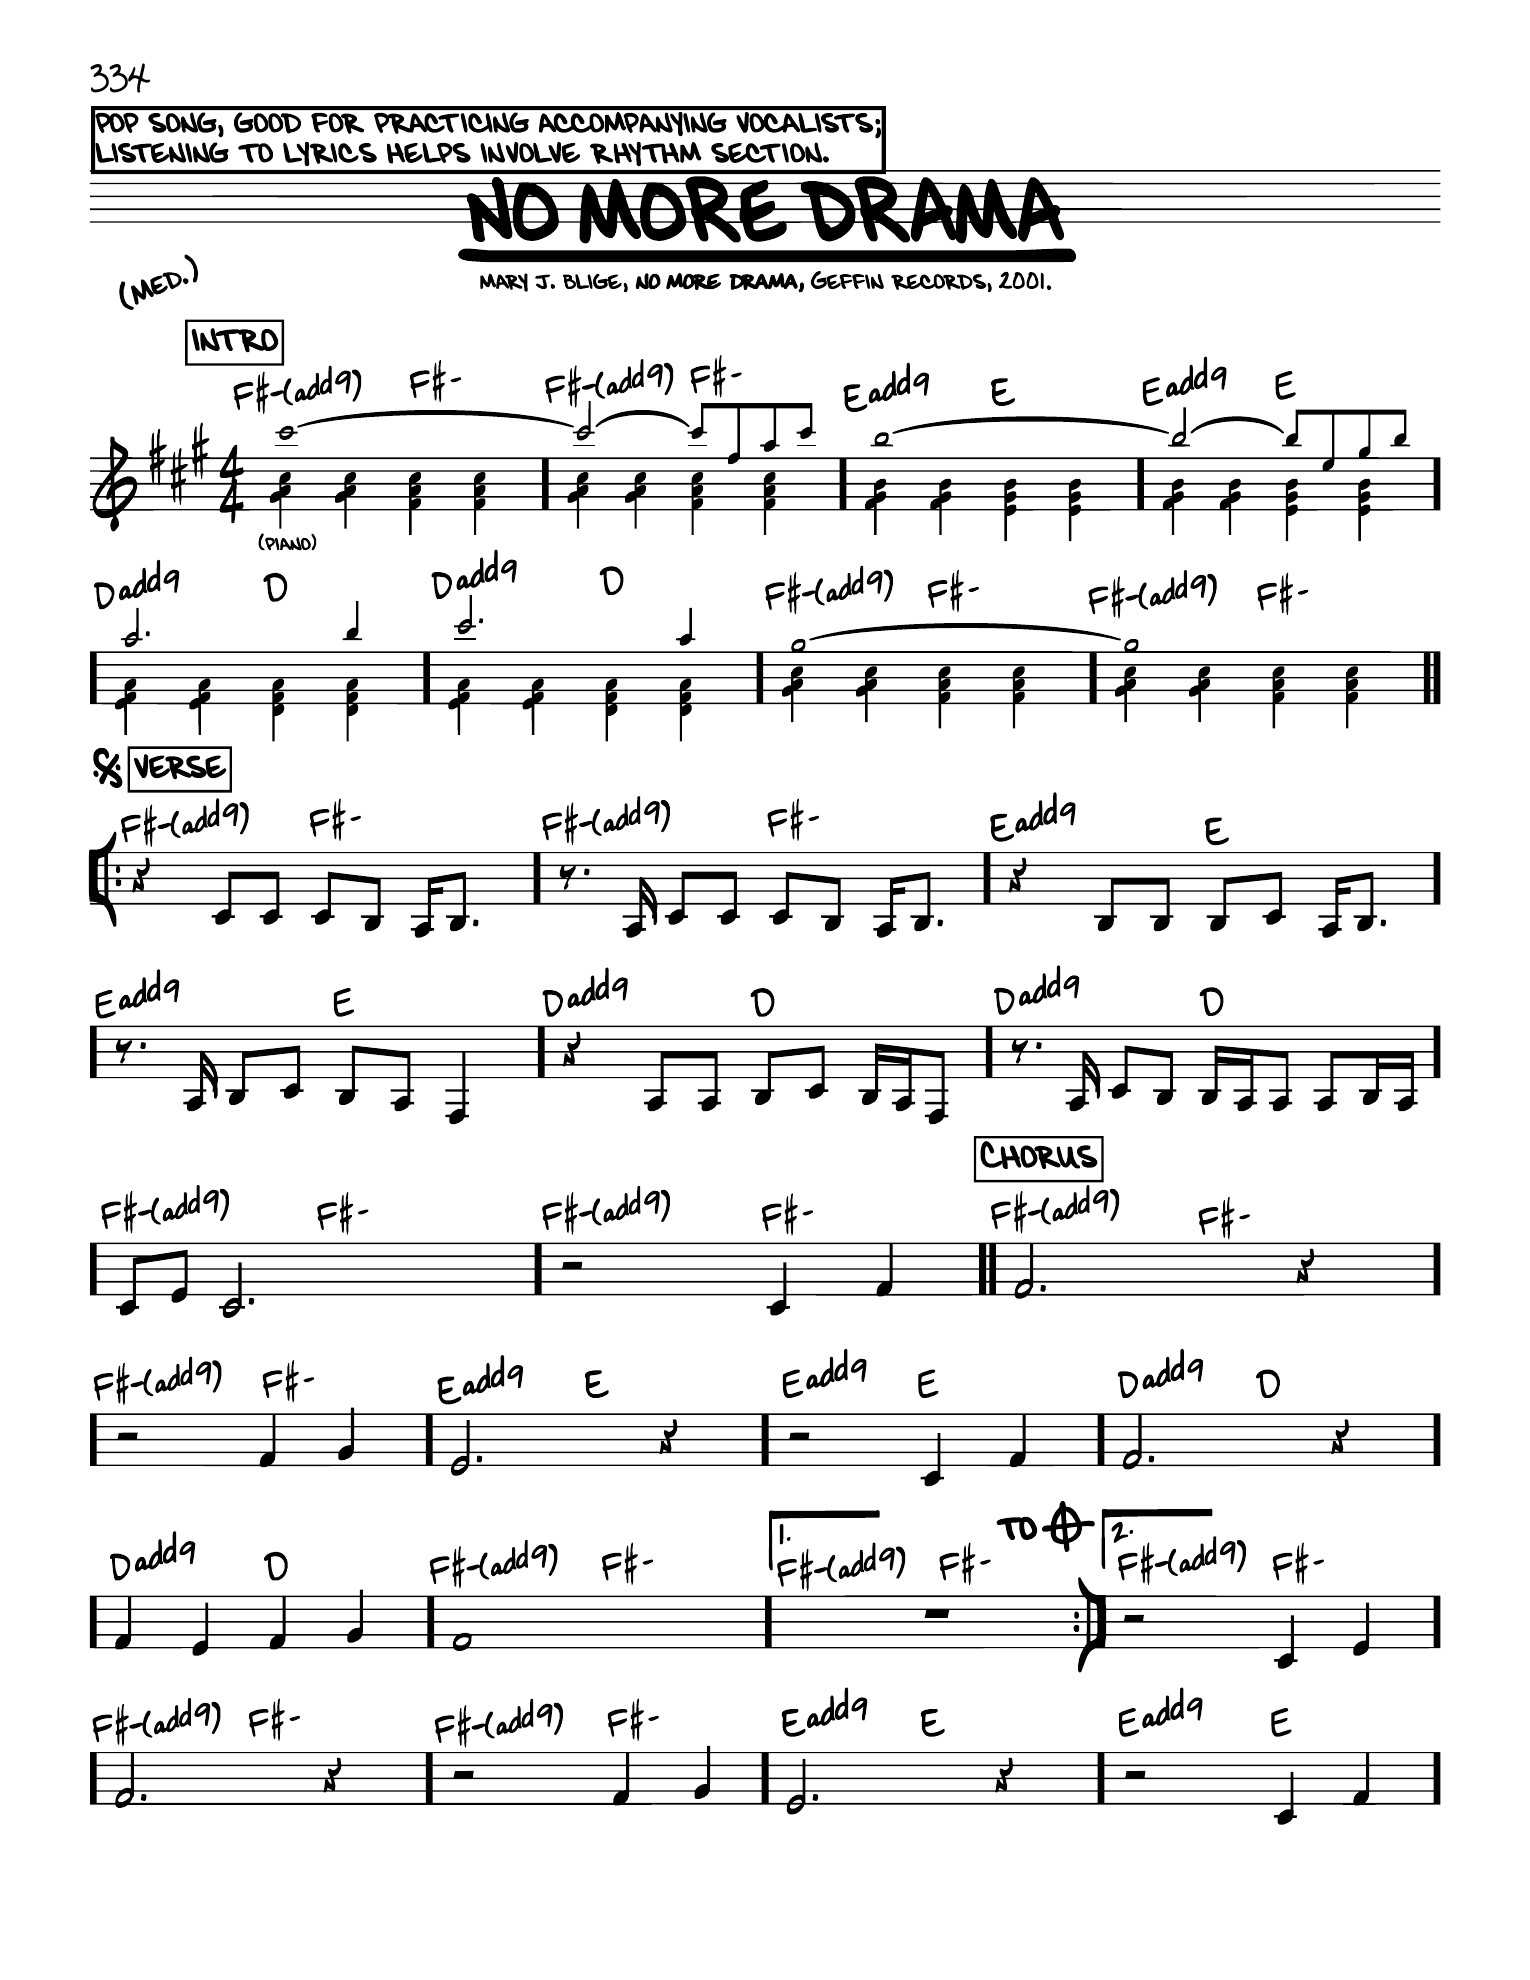 334
POP SONG, GOOD FOR PRACTICING ACCOMPANYING VOCALISTS;
LISTENING TO LYRICS HELPS INVOLVE RHYTHM SECTION.
NO MORE DRAMA
(MED.)
MARY J. BLIGE, NO MORE DRAMA, GEFFIN RECORDS, 2001.
INTRO
F#-(add9) F#- F#-(add9) F#- Eadd9 E Eadd9 E
4
4
(PIANO)
Dadd9 D Dadd9 D F#-(add9) F#- F#-(add9) F#-
VERSE
F#-(add9) F#- F#-(add9) F#- Eadd9 E
Eadd9 E Dadd9 D Dadd9 D
CHORUS
F#-(add9) F#- F#-(add9) F#- F#-(add9) F#-
F#-(add9) F#- Eadd9 E Eadd9 E Dadd9 D
1. TO 2.
Dadd9 D F#-(add9) F#- F#-(add9) F#- F#-(add9) F#-
F#-(add9) F#- F#-(add9) F#- Eadd9 E Eadd9 E